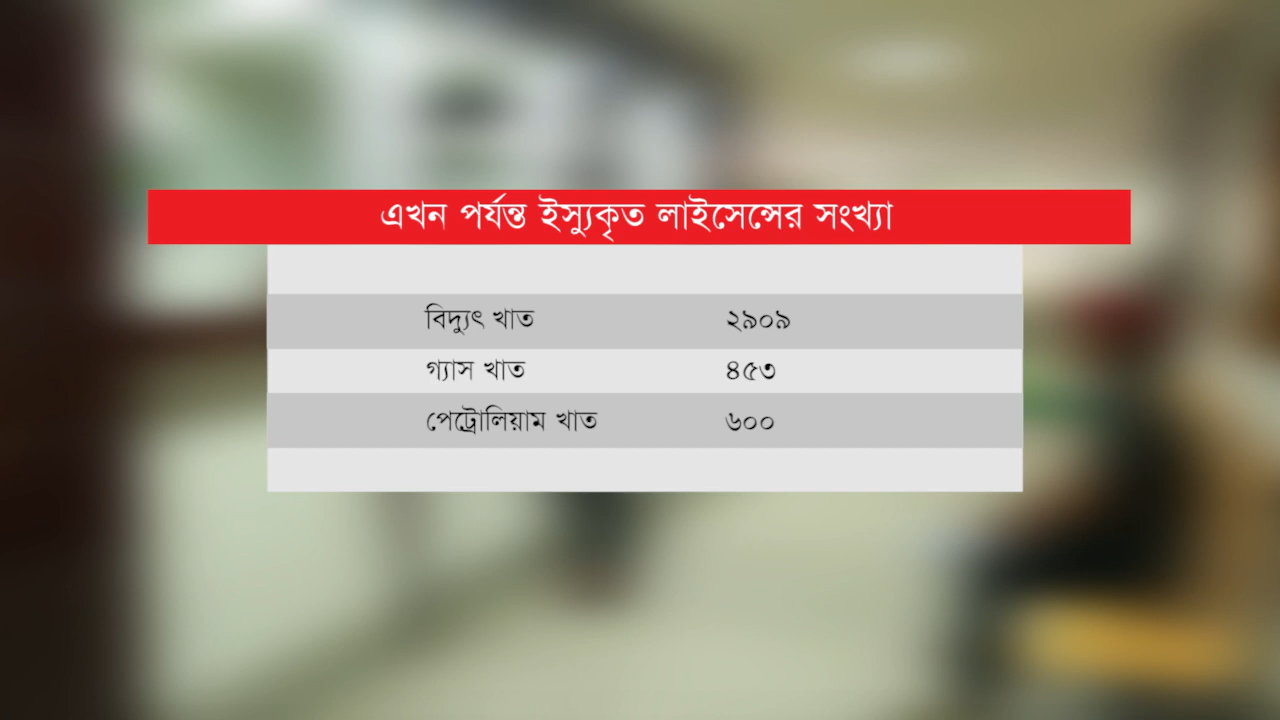 এখন পর্যন্ত ইস্যুকৃত লাইসেন্সের সংখ্যা
বিদ্যুৎ খাত ২৯০৯
গ্যাস খাত ৪৫৩
পেট্রোলিয়াম খাত ৬০০